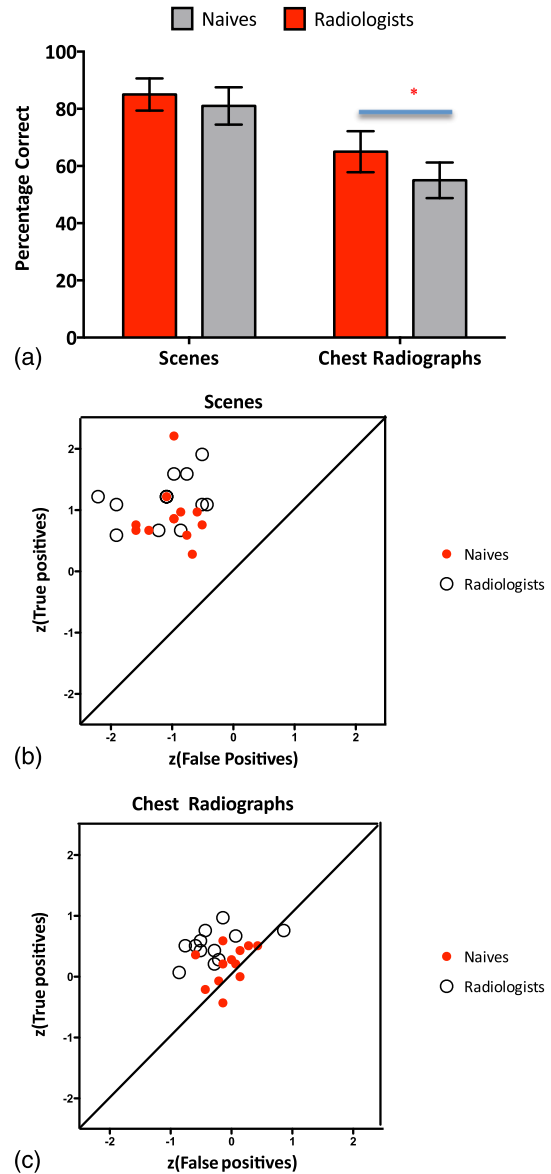 Naives Radiologists
100
80
60
40
20
0
Percentage Correct
*
Scenes Chest Radiographs
(a)
Scenes
2
1
0
-1
-2
z(True positives)
-2 -1 0 1 2
z(False Positives)
Naives
Radiologists
(b)
Chest Radiographs
2
1
0
-1
-2
z(True positives)
-2 -1 0 1 2
z(False positives)
Naives
Radiologists
(c)